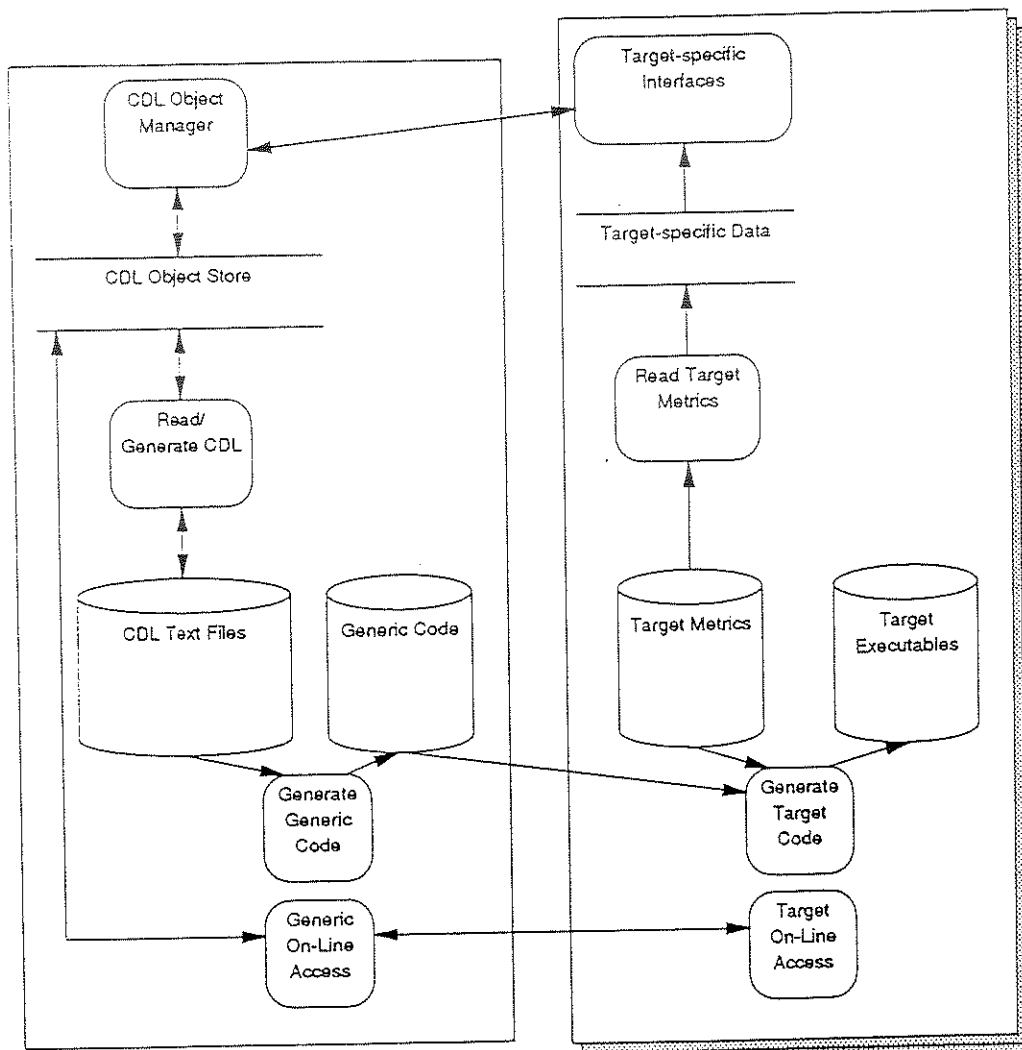 CDL Object
Manager
Target-specific
Interfaces
CDL Object Store
Target-specific Data
Read/
Generate CDL
Read Target
Metrics
CDL Text Files
Generic Code
Target Metrics
Target
Executables
Generate
Generic
Code
Generate
Target
Code
Generic
On-Line
Access
Target
On-Line
Access